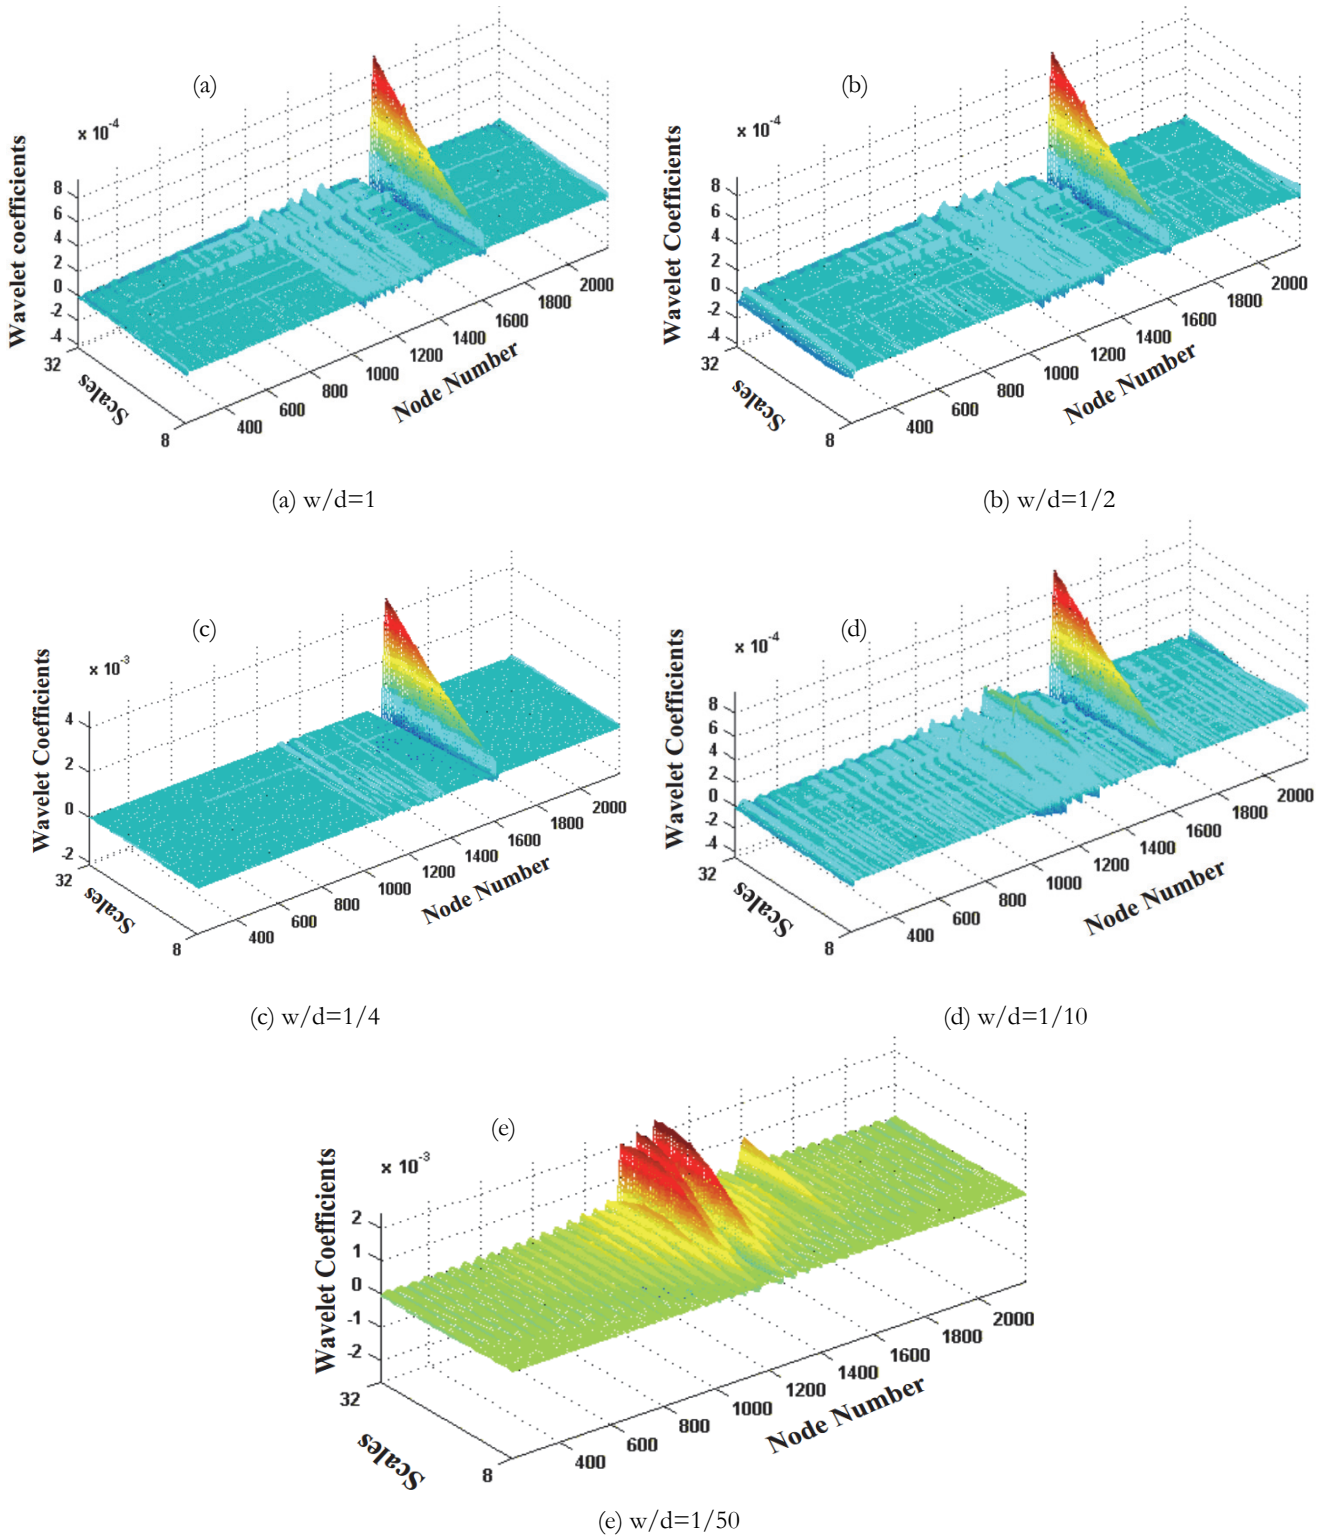 (a)
x 10-4
Wavelet coefficients
8
6
4
2
0
-2
-4
32
Scales
8
400
600
800
1000
1200
1400
1600
1800
2000
Node Number
(a) w/d=1
(b)
x 10-4
Wavelet Coefficients
8
6
4
2
0
-2
-4
32
Scales
8
400
600
800
1000
1200
1400
1600
1800
2000
Node Number
(b) w/d=1/2
(c)
x 10-3
Wavelet Coefficients
4
2
0
-2
32
Scales
8
400
600
800
1000
1200
1400
1600
1800
2000
Node Number
(c) w/d=1/4
(d)
x 10-4
Wavelet Coefficients
8
6
4
2
0
-2
-4
32
Scales
8
400
600
800
1000
1200
1400
1600
1800
2000
Node Number
(d) w/d=1/10
(e)
x 10-3
Wavelet Coefficients
2
1
0
-1
-2
32
Scales
8
400
600
800
1000
1200
1400
1600
1800
2000
Node Number
(e) w/d=1/50